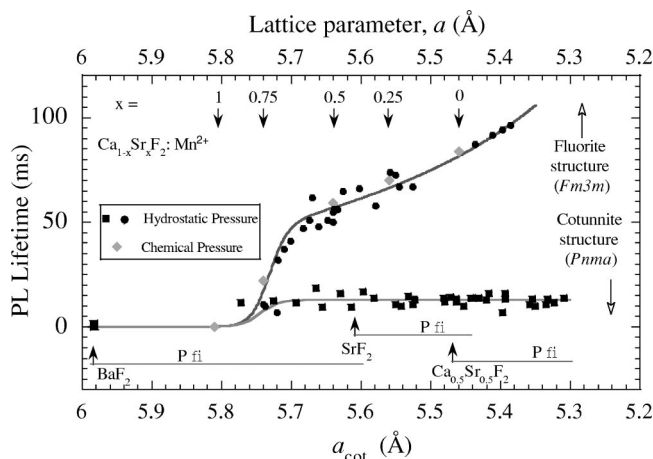 Lattice parameter, a (Å)
6 5.9 5.8 5.7 5.6 5.5 5.4 5.3 5.2
x = 1 0.75 0.5 0.25 0
Ca1-xSrxF2: Mn2+
Fluorite
structure
(Fm3m)
Hydrostatic Pressure
Chemical Pressure
Cotunnite
structure
(Pnma)
PL Lifetime (ms)
100
50
0
P fi
BaF2
SrF2
P fi
Ca0.5Sr0.5F2
P fi
6 5.9 5.8 5.7 5.6 5.5 5.4 5.3 5.2
acot (Å)